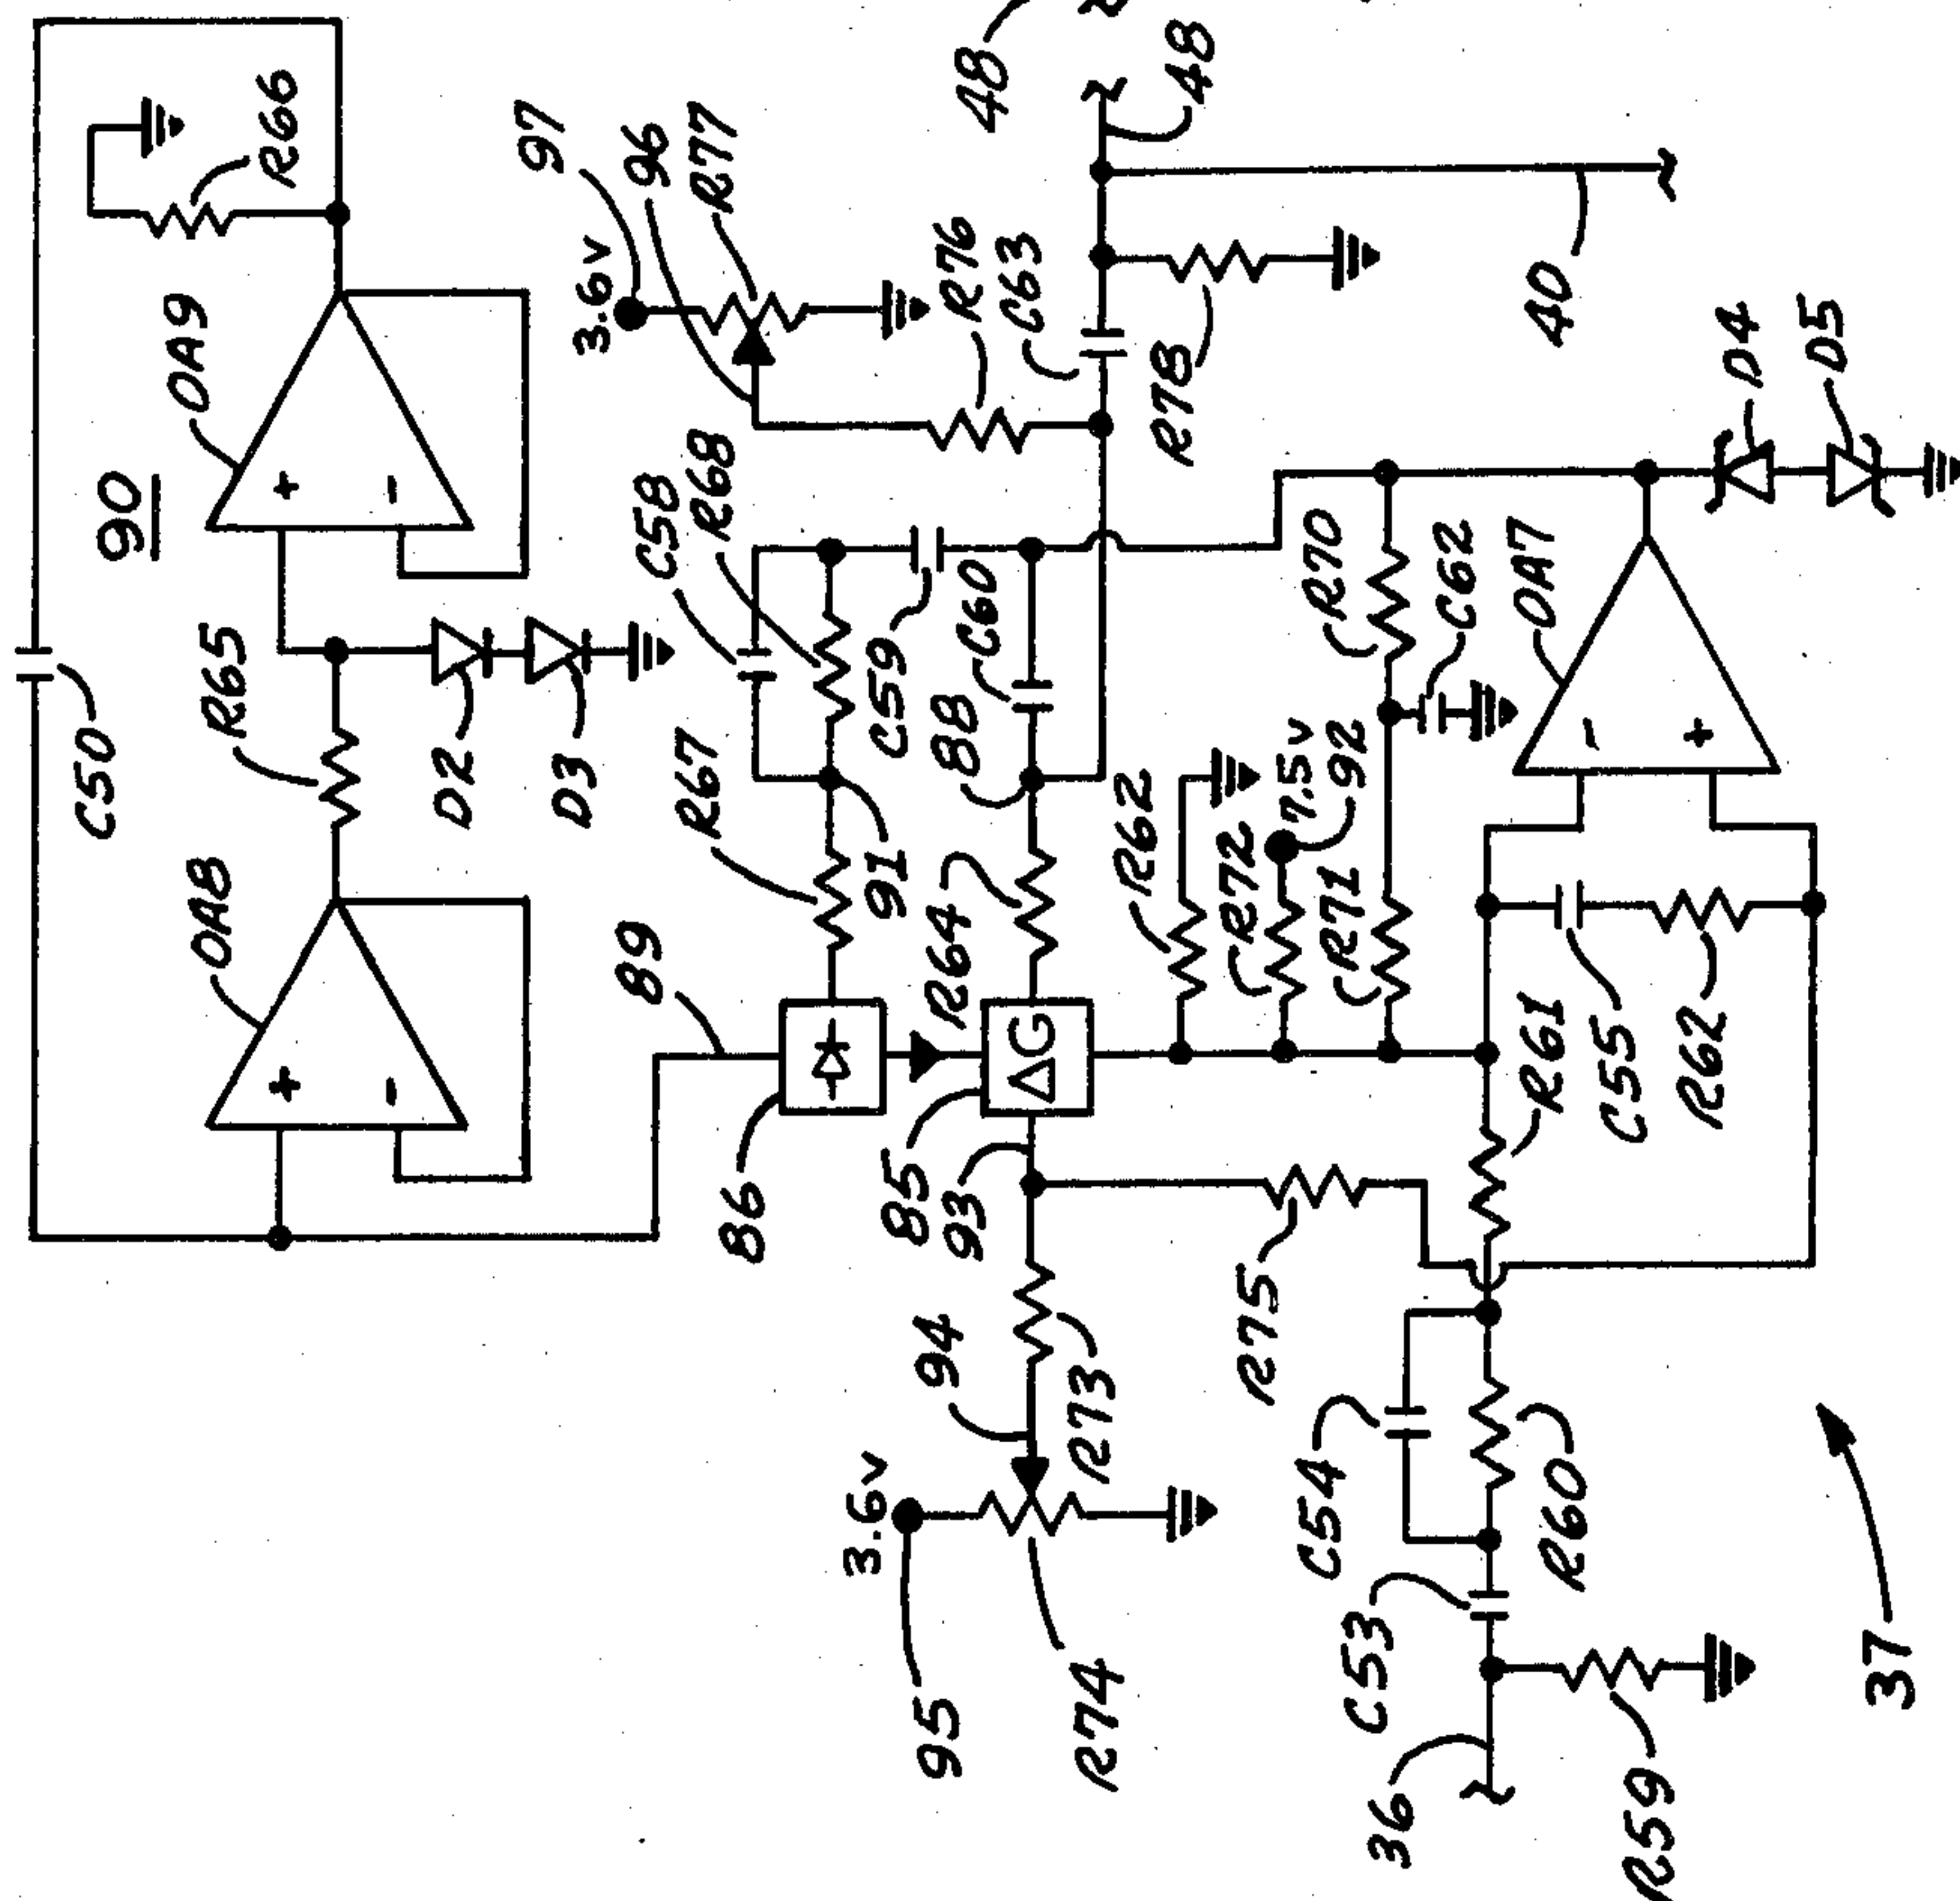 C50
90
OA8
OA9
R65
R66
+
+
−
−
D2
D3
97
3.6v
96
89
C58
R67
R68
R77
86
3.6v
91
C59
85
95
94
R64
88
R76
48
93
C60
C63
ΔG
R74
R73
R62
R78
48
R75
R72
7.5v
C54
R71
92
R70
C53
36
C62
R60
R61
OA7
40
−
+
C55
R59
R62
D4
D5
37